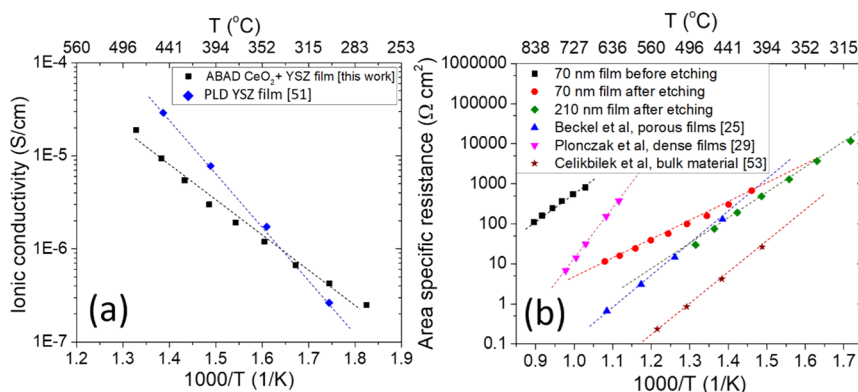 T (°C)
560 496 441 394 352 315 283 253
1E-4
1E-5
1E-6
1E-7
Ionic conductivity (S/cm)
ABAD CeO2+ YSZ film [this work]
PLD YSZ film [51]
(a)
1.2 1.3 1.4 1.5 1.6 1.7 1.8 1.9
1000/T (1/K)
T (°C)
838 727 636 560 496 441 394 352 315
1000000
100000
10000
1000
100
10
1
0.1
Area specific resistance (Ω cm²)
70 nm film before etching
70 nm film after etching
210 nm film after etching
Beckel et al, porous films [25]
Plonczak et al, dense films [29]
Celikbilek et al, bulk material [53]
(b)
0.9 1.0 1.1 1.2 1.3 1.4 1.5 1.6 1.7
1000/T (1/K)